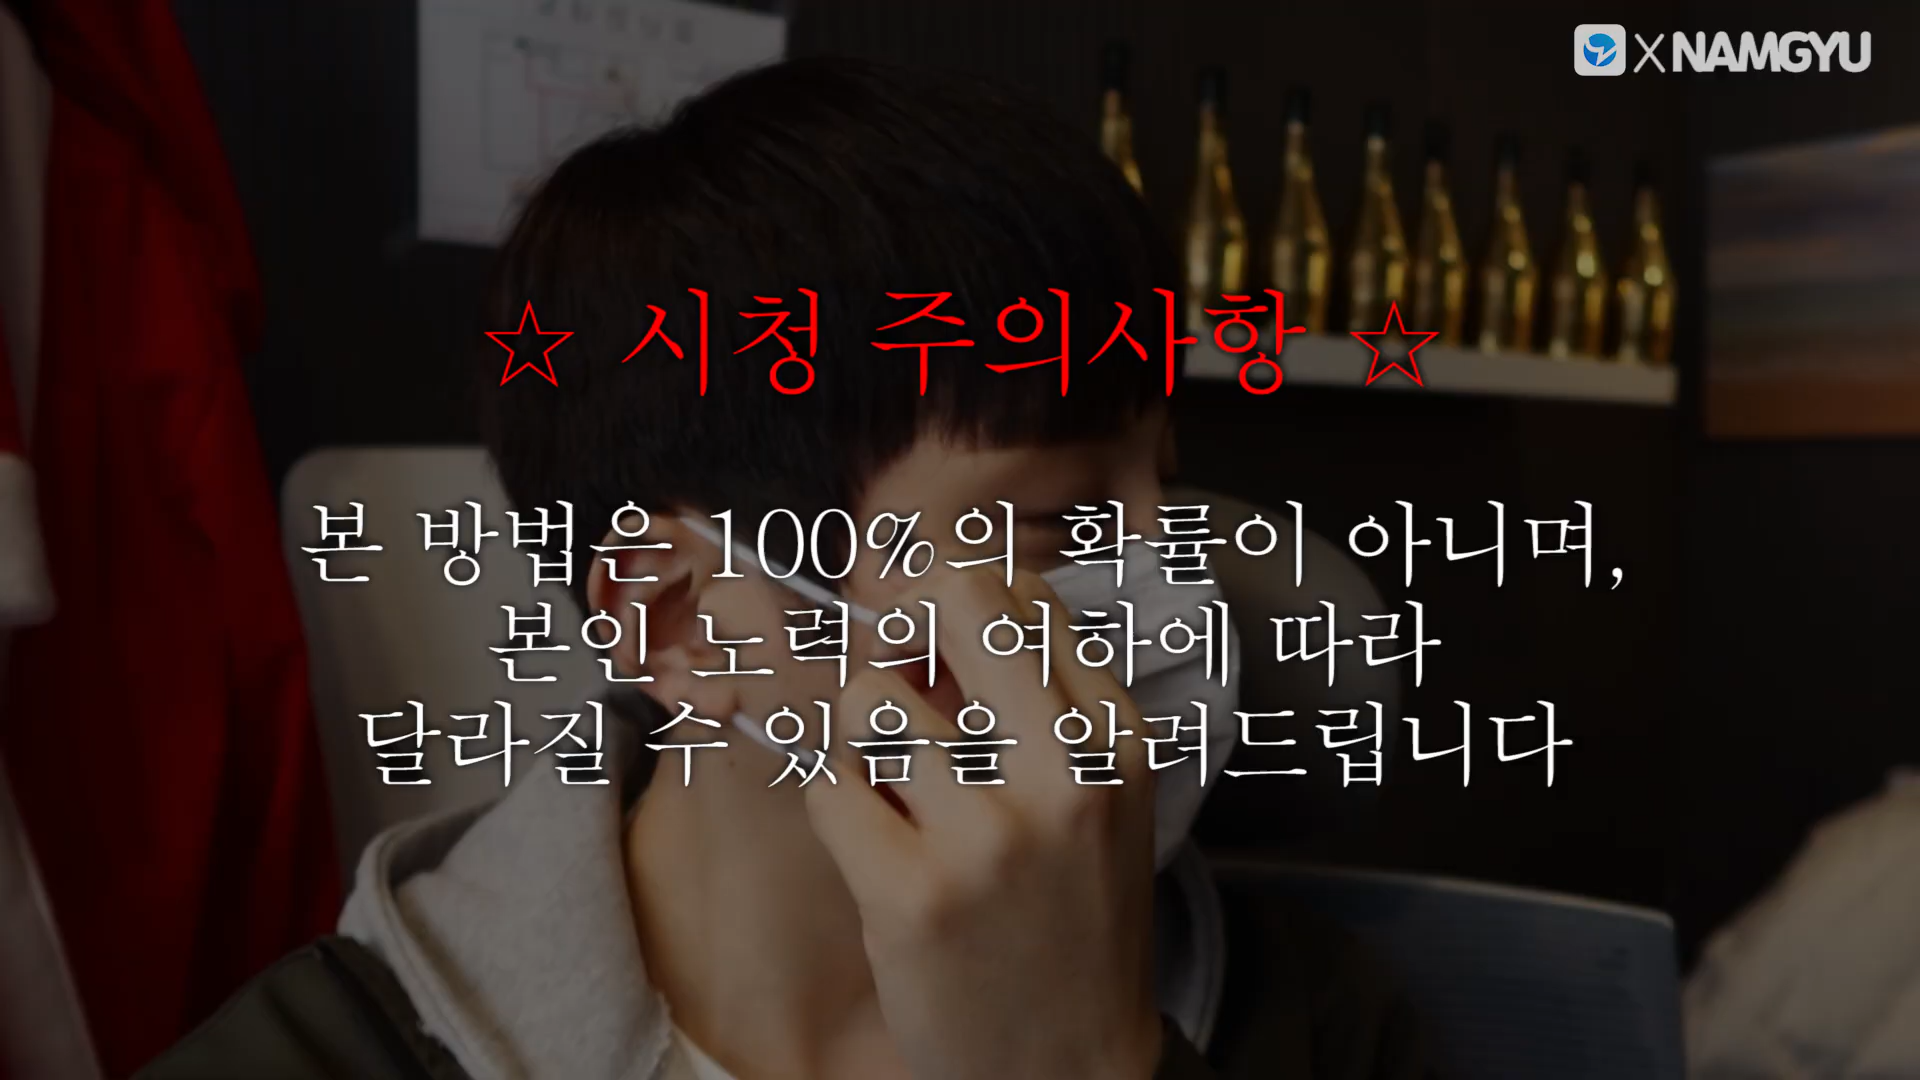 X NAMGYU
☆ 시청 주의사항 ☆
본 방법은 100%의 확률이 아니며,
본인 노력의 여하에 따라
달라질 수 있음을 알려드립니다